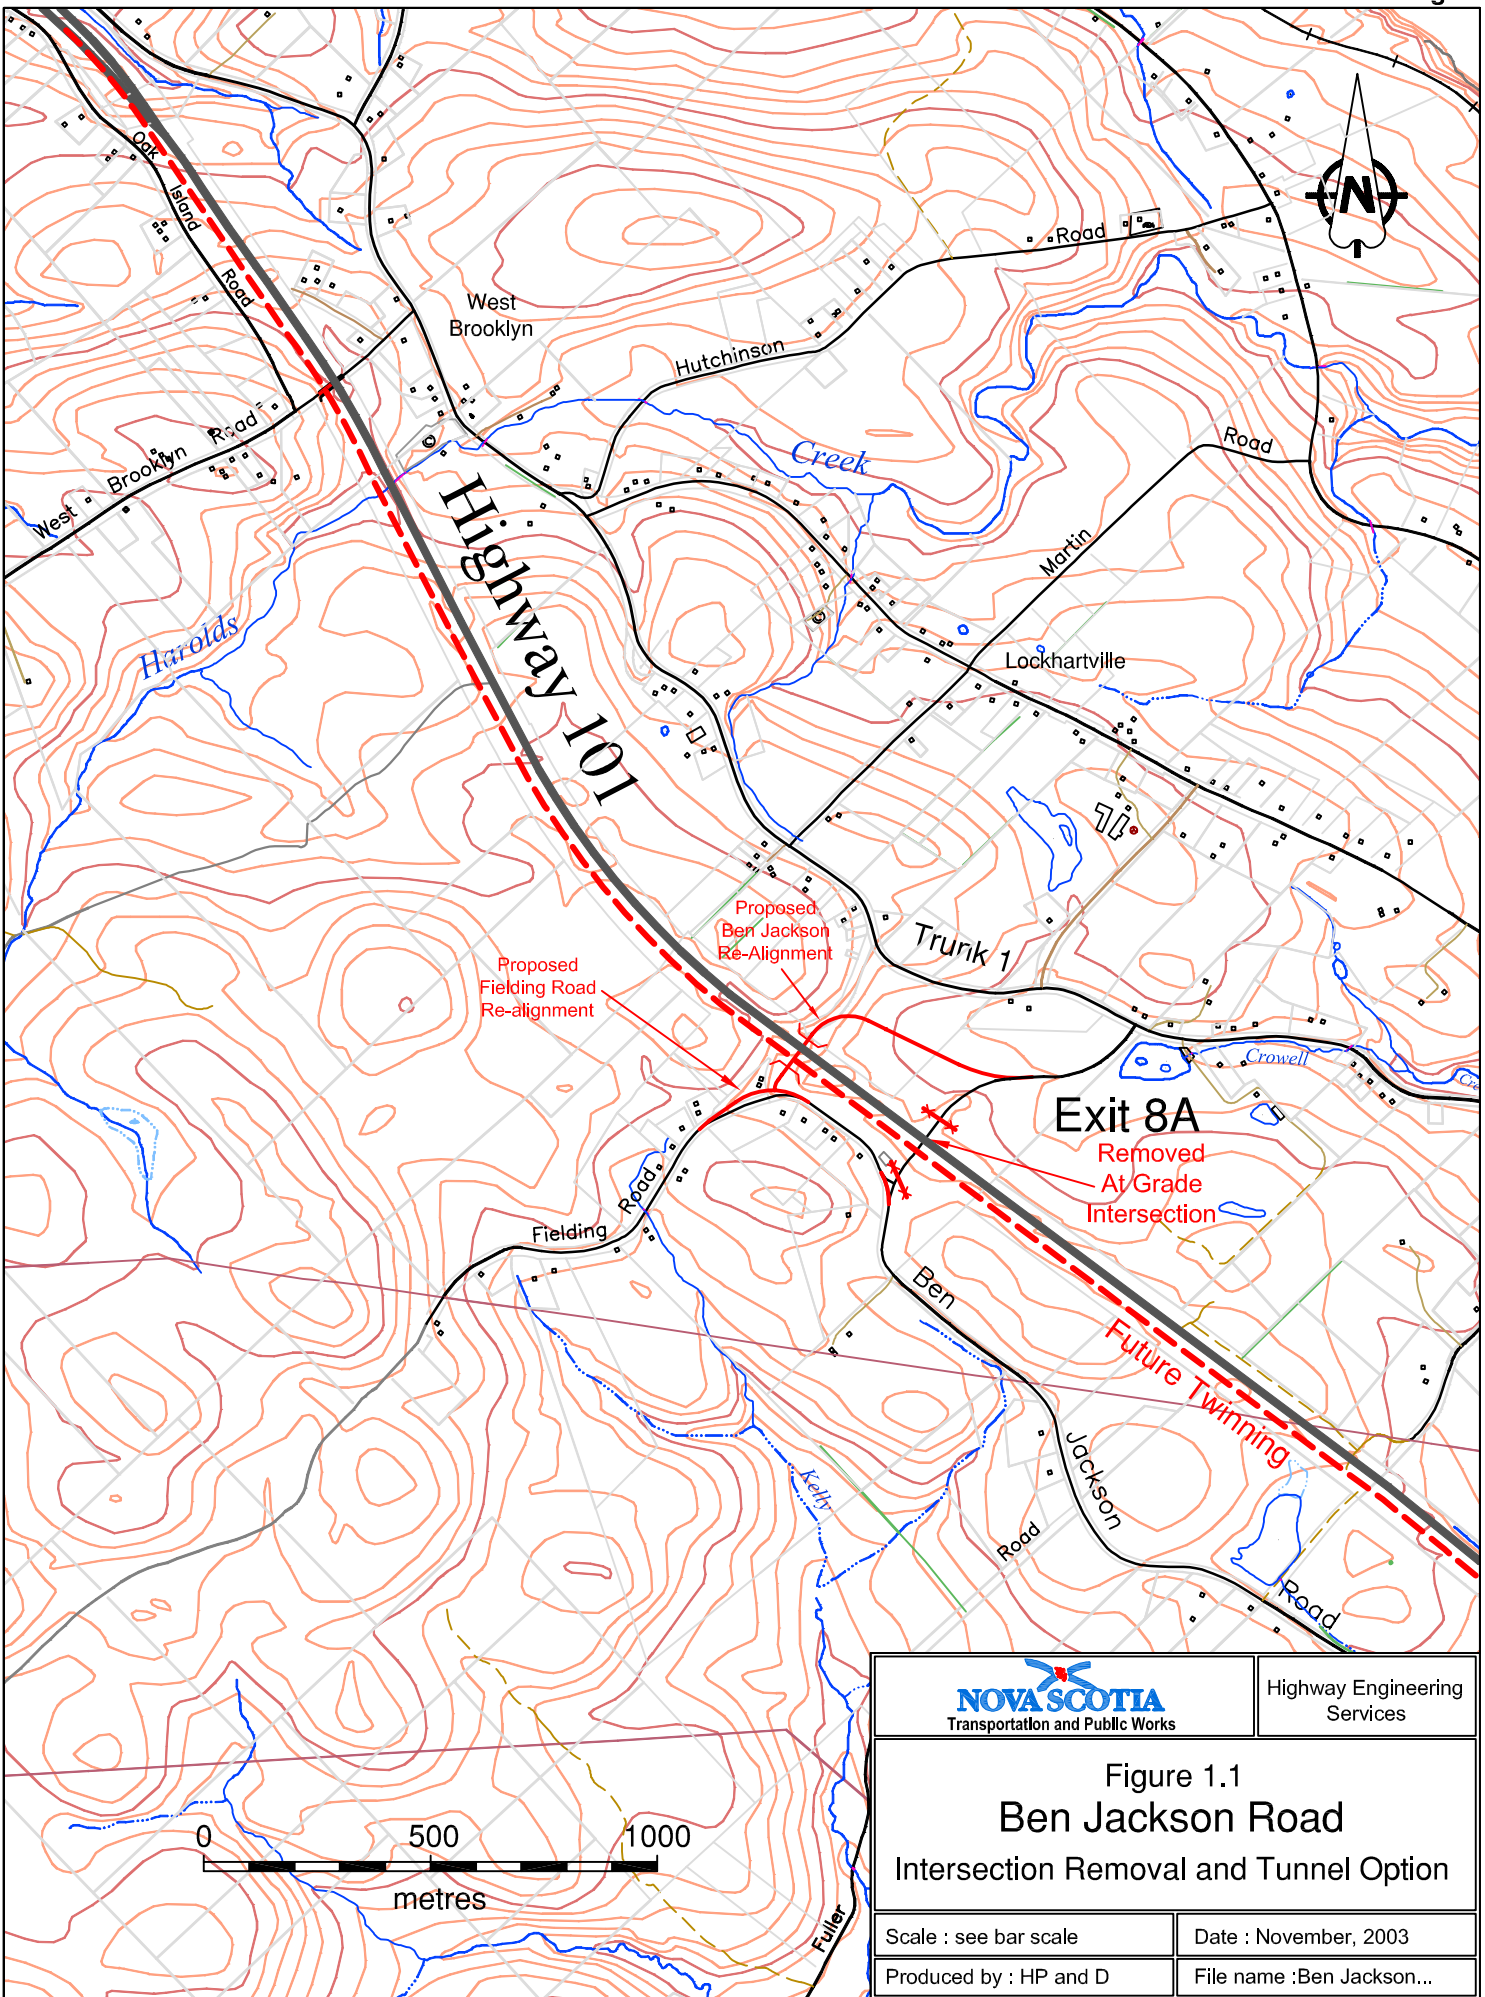 Oak
Island
Road
West
Brooklyn
Road
Hutchinson
Creek
Road
Martin
West
Brooklyn
Road
Highway 101
Harolds
Lockhartville
Trunk 1
Proposed
Ben Jackson
Re-Alignment
Proposed
Fielding Road
Re-alignment
Crowell
Exit 8A
Removed
At Grade
Intersection
Fielding
Road
Ben
Jackson
Road
Future Twinning
Kelly
Road
Fuller
N
0 500 1000
metres
NOVA SCOTIA
Transportation and Public Works
Highway Engineering
Services
Figure 1.1
Ben Jackson Road
Intersection Removal and Tunnel Option
Scale : see bar scale
Date : November, 2003
Produced by : HP and D
File name :Ben Jackson...